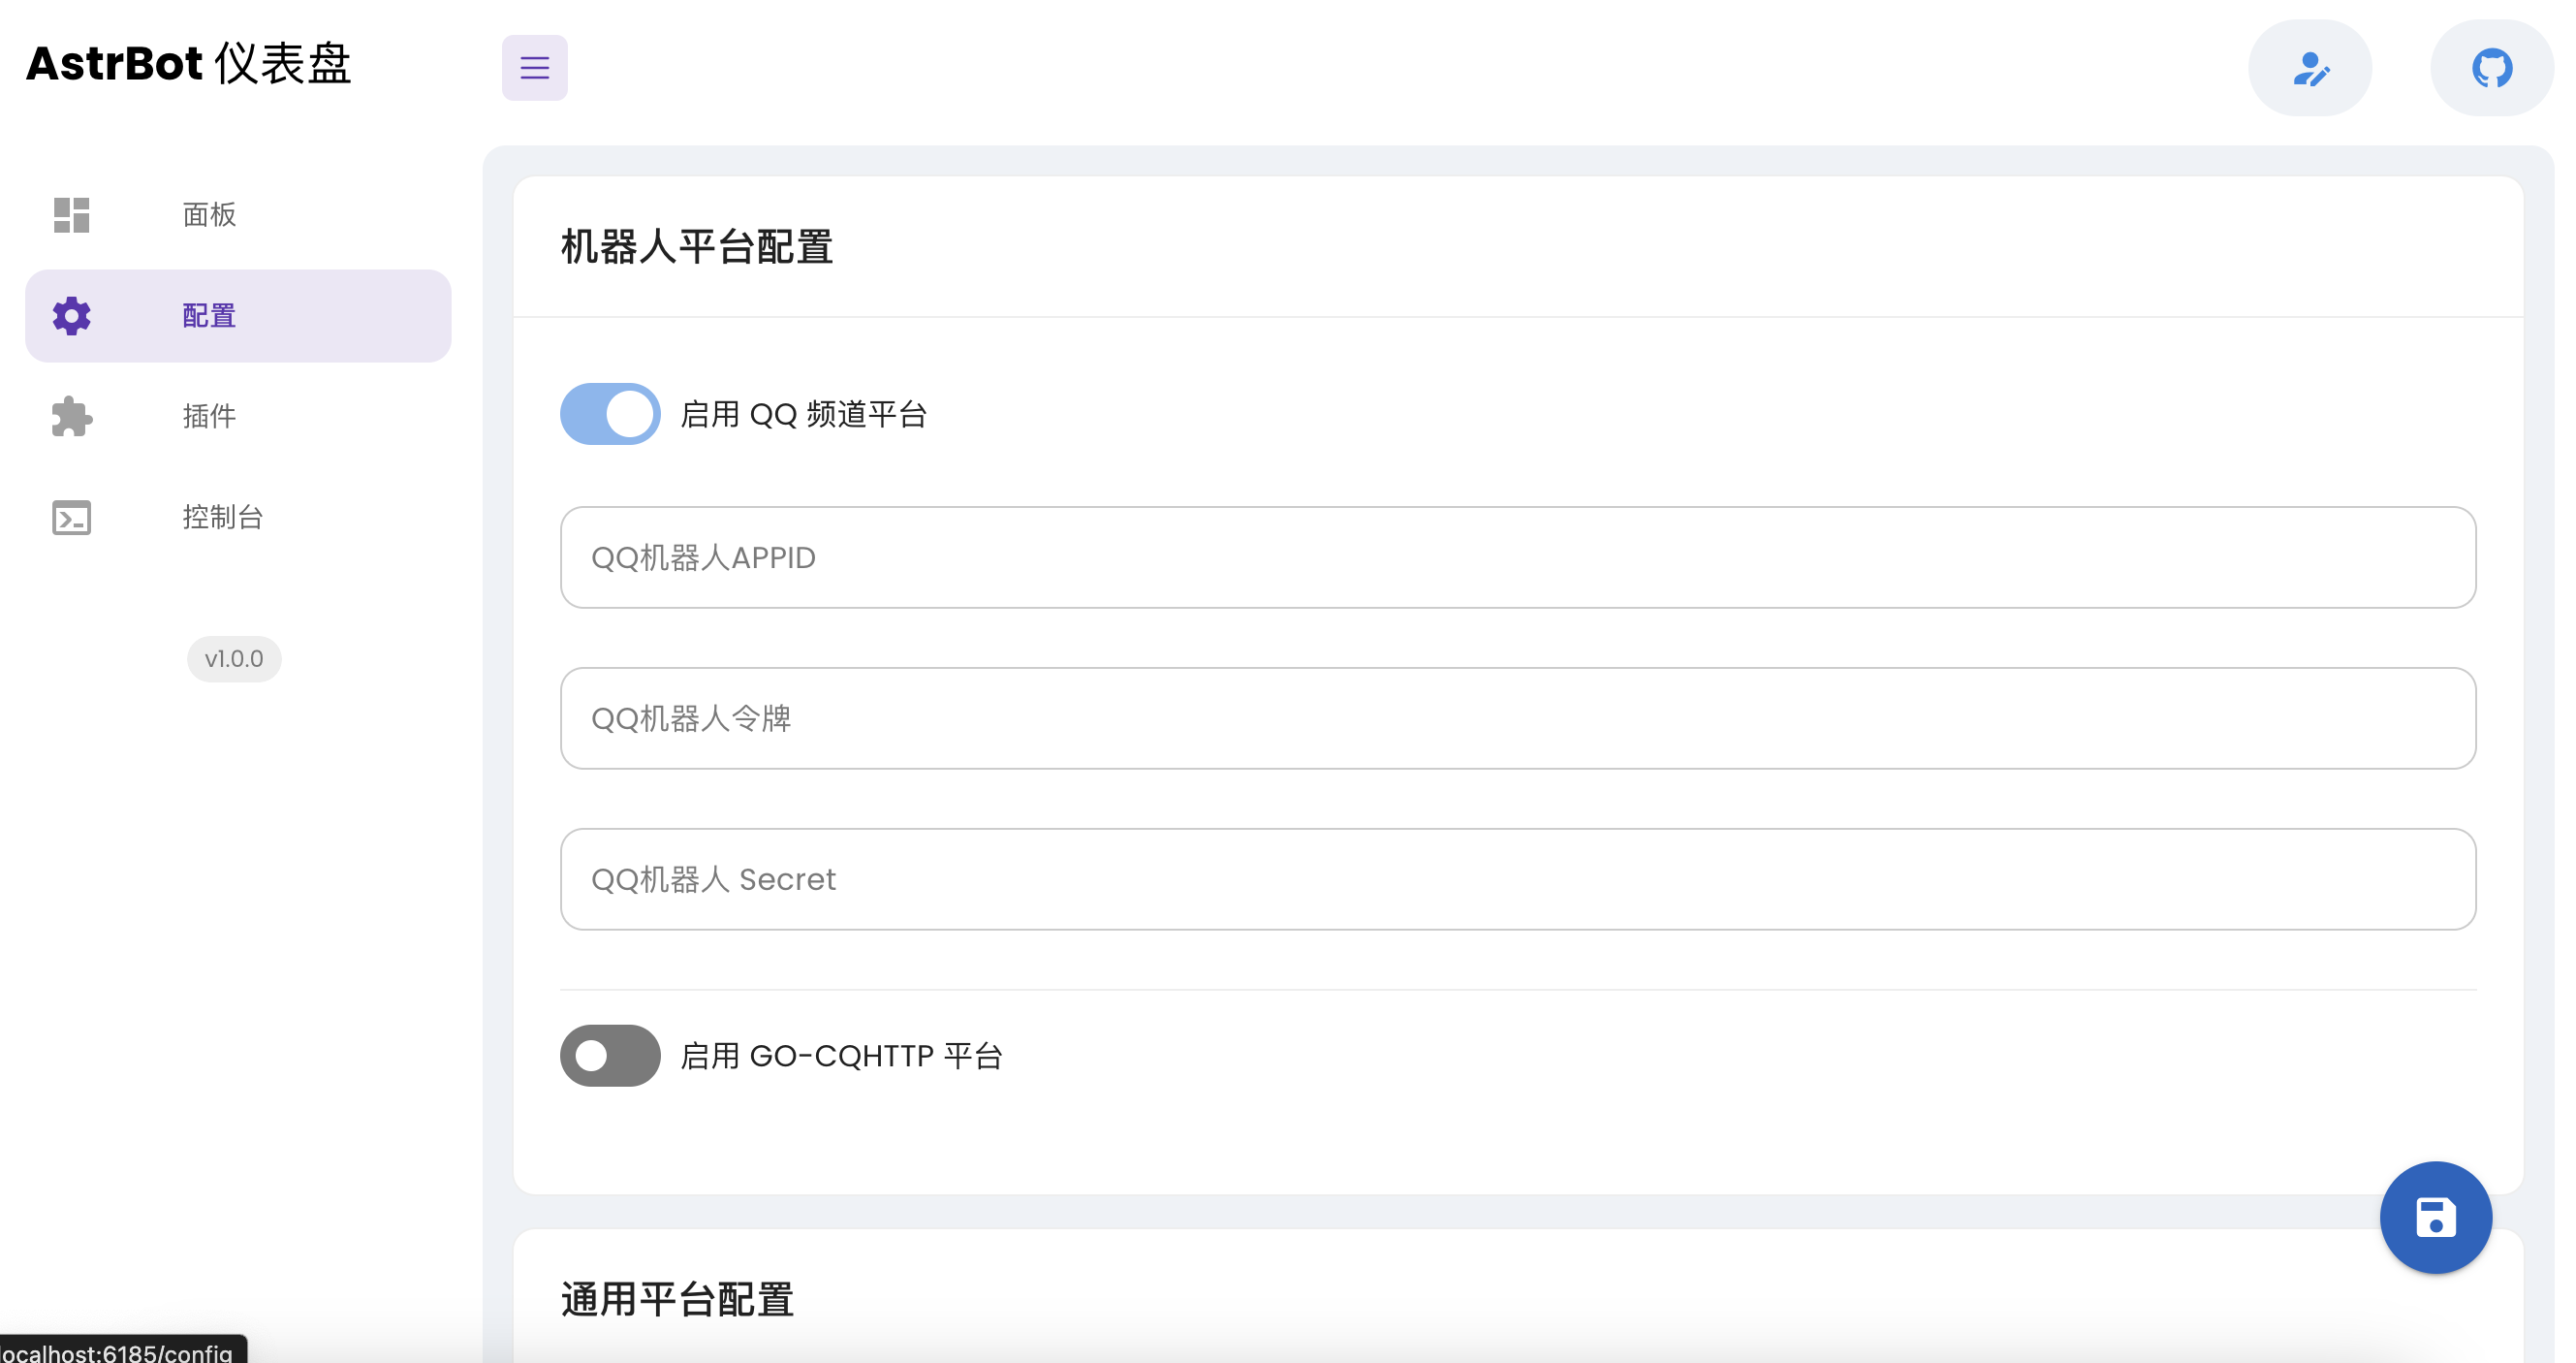 AstrBot 仪表盘
面板
配置
插件
控制台
v1.0.0
机器人平台配置
启用 QQ 频道平台
QQ机器人APPID
QQ机器人令牌
QQ机器人 Secret
启用 GO-CQHTTP 平台
通用平台配置
localhost:6185/config